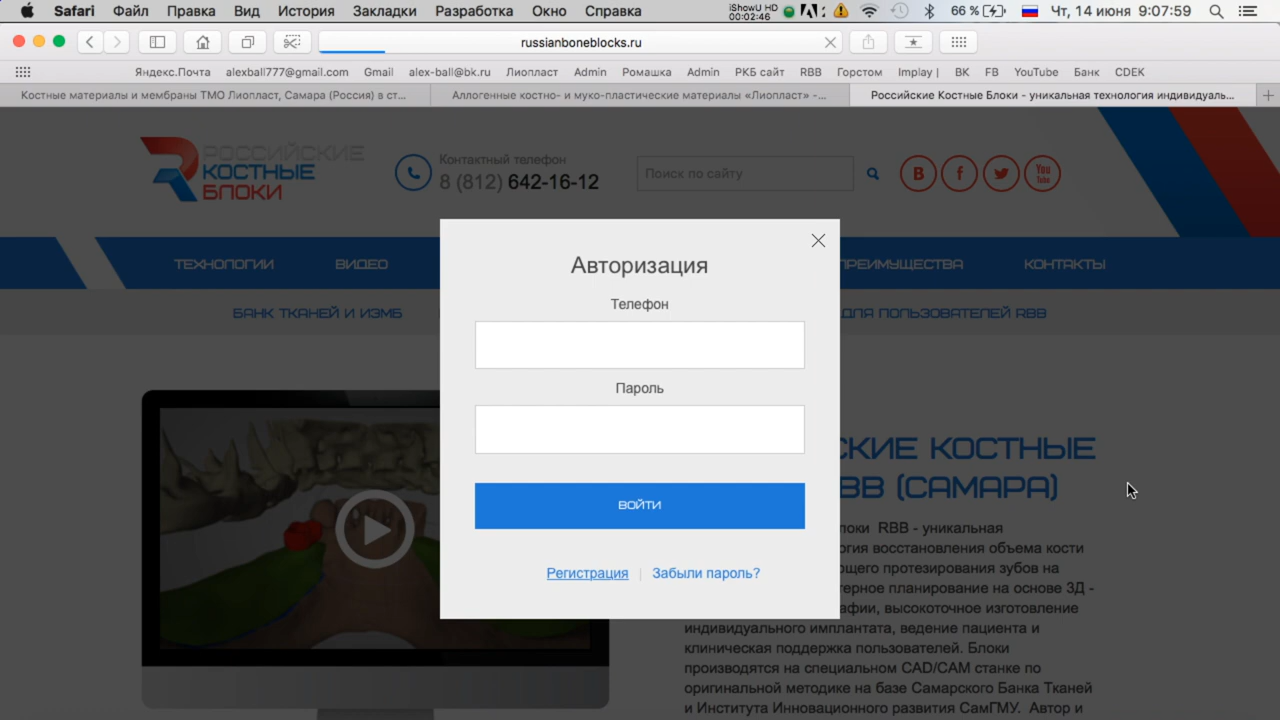 Safari Файл Правка Вид История Закладки Разработка Окно Справка iShowU HD 00:02:46 66 % Чт, 14 июня 9:07:59
russianboneblocks.ru
Яндекс.Почта alexball777@gmail.com Gmail alex-ball@bk.ru Лиопласт Admin Ромашка Admin РКБ сайт RBB Горстом Implay | ВК FB YouTube Банк CDEK
Костные материалы и мембраны ТМО Лиопласт, Самара (Россия) в ст... Аллогенные костно- и муко-пластические материалы «Лиопласт» -... Российские Костные Блоки - уникальная технология индивидуаль...
РОССИЙСКИЕ
КОСТНЫЕ
БЛОКИ
Контактный телефон
8 (812) 642-16-12
Поиск по сайту
You Tube
ТЕХНОЛОГИИ ВИДЕО ПРЕИМУЩЕСТВА КОНТАКТЫ
БАНК ТКАНЕЙ И ИЭМБ ДЛЯ ПОЛЬЗОВАТЕЛЕЙ RBB
Авторизация
Телефон
Пароль
ВОЙТИ
Регистрация | Забыли пароль?
СКИЕ КОСТНЫЕ
BB (САМАРА)
локи RBB - уникальная
огия восстановления объема кости
ющего протезирования зубов на
терное планирование на основе 3Д -
афии, высокоточное изготовление
индивидуального имплантата, ведение пациента и
клиническая поддержка пользователей. Блоки
производятся на специальном CAD/CAM станке по
оригинальной методике на базе Самарского Банка Тканей
и Института Инновационного развития СамГМУ. Автор и